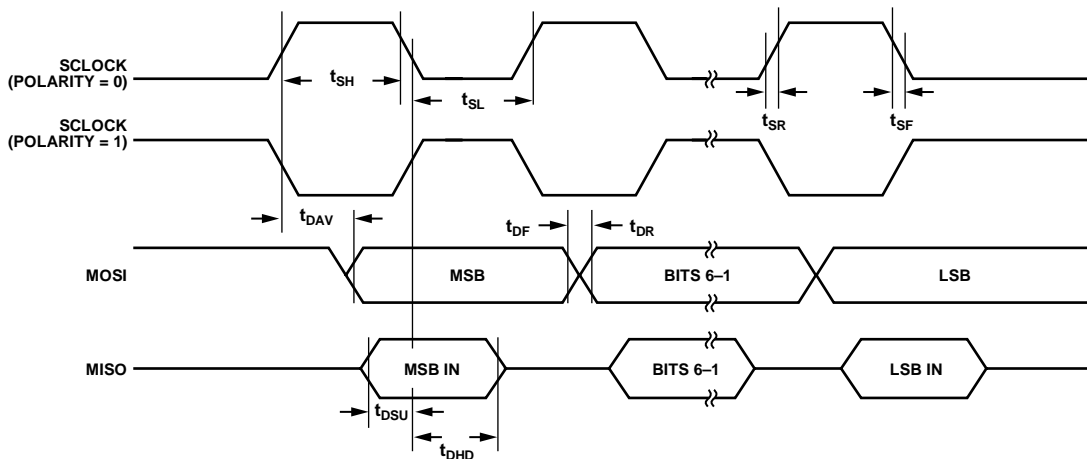 SCLOCK
(POLARITY = 0)
tSH
tSL
tSR
tSF
SCLOCK
(POLARITY = 1)
tDAV
tDF
tDR
MOSI
MSB
BITS 6–1
LSB
MISO
MSB IN
BITS 6–1
LSB IN
tDSU
tDHD